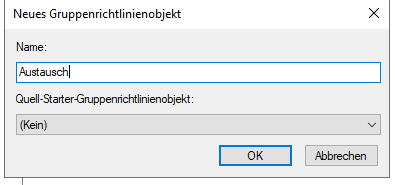 Neues Gruppenrichtlinienobjekt
Name:
Austausch
Quell-Starter-Gruppenrichtlinienobjekt:
(Kein)
OK Abbrechen